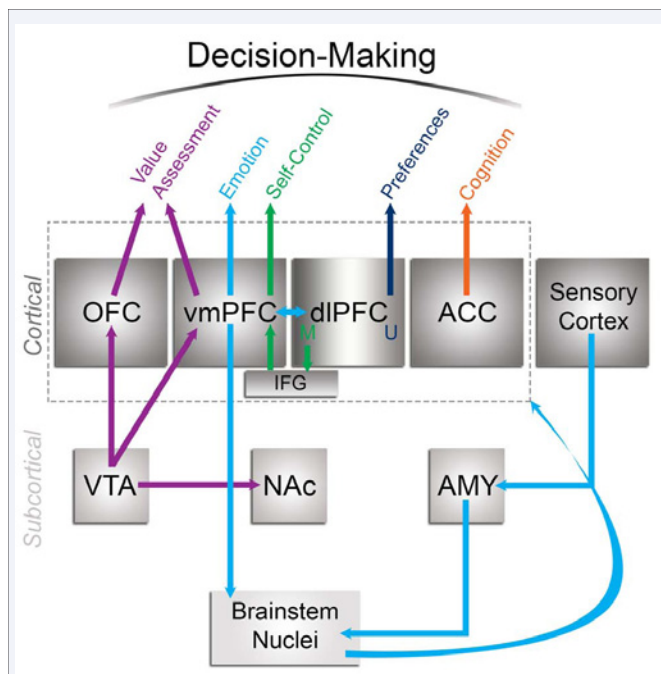 Decision-Making
Value
Assessment
Emotion
Self-Control
Preferences
Cognition
Cortical
OFC
vmPFC
dlPFC
M
U
ACC
Sensory
Cortex
IFG
Subcortical
VTA
NAc
AMY
Brainstem
Nuclei